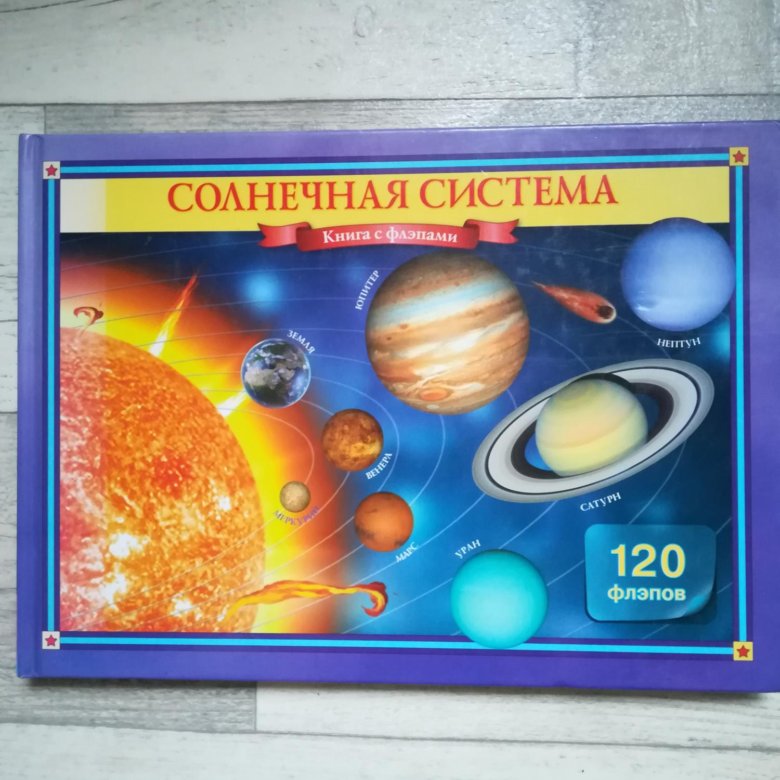 СОЛНЕЧНАЯ СИСТЕМА
Книга с флэпами
ЮПИТЕР
НЕПТУН
ЗЕМЛЯ
ВЕНЕРА
МЕРКУРИЙ
САТУРН
МАРС
УРАН
120
флэпов